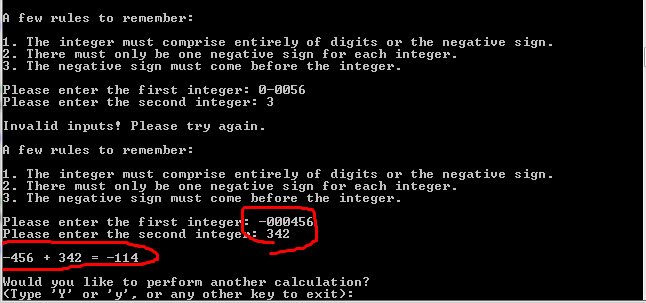 A few rules to remember:
1. The integer must comprise entirely of digits or the negative sign.
2. There must only be one negative sign for each integer.
3. The negative sign must come before the integer.
Please enter the first integer: 0-0056
Please enter the second integer: 3
Invalid inputs! Please try again.
A few rules to remember:
1. The integer must comprise entirely of digits or the negative sign.
2. There must only be one negative sign for each integer.
3. The negative sign must come before the integer.
Please enter the first integer: -000456
Please enter the second integer: 342
-456 + 342 = -114
Would you like to perform another calculation?
(Type 'Y' or 'y', or any other key to exit):